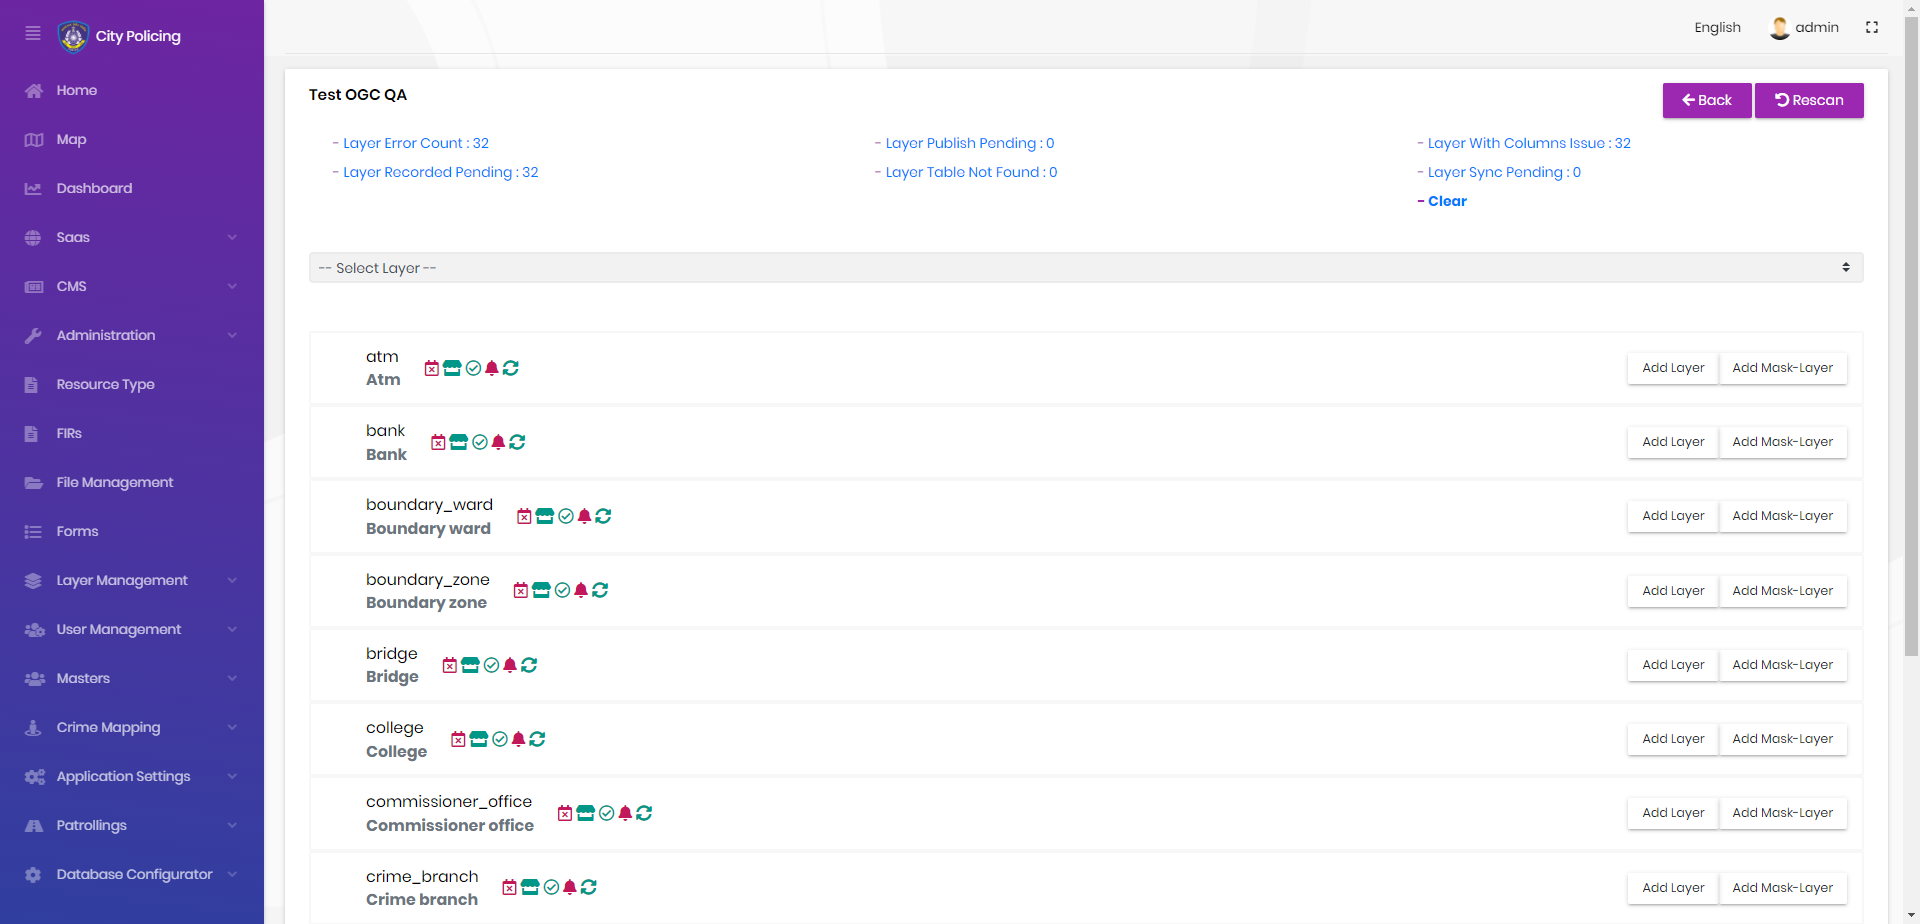 City Policing
Home
Map
Dashboard
Saas
CMS
Administration
Resource Type
FIRs
File Management
Forms
Layer Management
User Management
Masters
Crime Mapping
Application Settings
Patrollings
Database Configurator
English
admin
Test OGC QA
Back
Rescan
- Layer Error Count : 32
- Layer Publish Pending : 0
- Layer With Columns Issue : 32
- Layer Recorded Pending : 32
- Layer Table Not Found : 0
- Layer Sync Pending : 0
- Clear
-- Select Layer --
atm
Atm
Add Layer
Add Mask-Layer
bank
Bank
Add Layer
Add Mask-Layer
boundary_ward
Boundary ward
Add Layer
Add Mask-Layer
boundary_zone
Boundary zone
Add Layer
Add Mask-Layer
bridge
Bridge
Add Layer
Add Mask-Layer
college
College
Add Layer
Add Mask-Layer
commissioner_office
Commissioner office
Add Layer
Add Mask-Layer
crime_branch
Crime branch
Add Layer
Add Mask-Layer